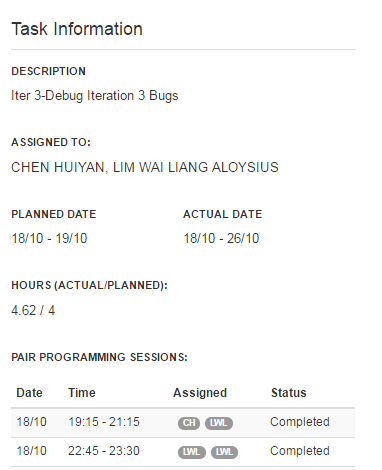 Task Information
DESCRIPTION
Iter 3-Debug Iteration 3 Bugs
ASSIGNED TO:
CHEN HUIYAN, LIM WAI LIANG ALOYSIUS
PLANNED DATE ACTUAL DATE
18/10 - 19/10 18/10 - 26/10
HOURS (ACTUAL/PLANNED):
4.62 / 4
PAIR PROGRAMMING SESSIONS:
Date Time Assigned Status
18/10 19:15 - 21:15 CH LWL Completed
18/10 22:45 - 23:30 LWL LWL Completed